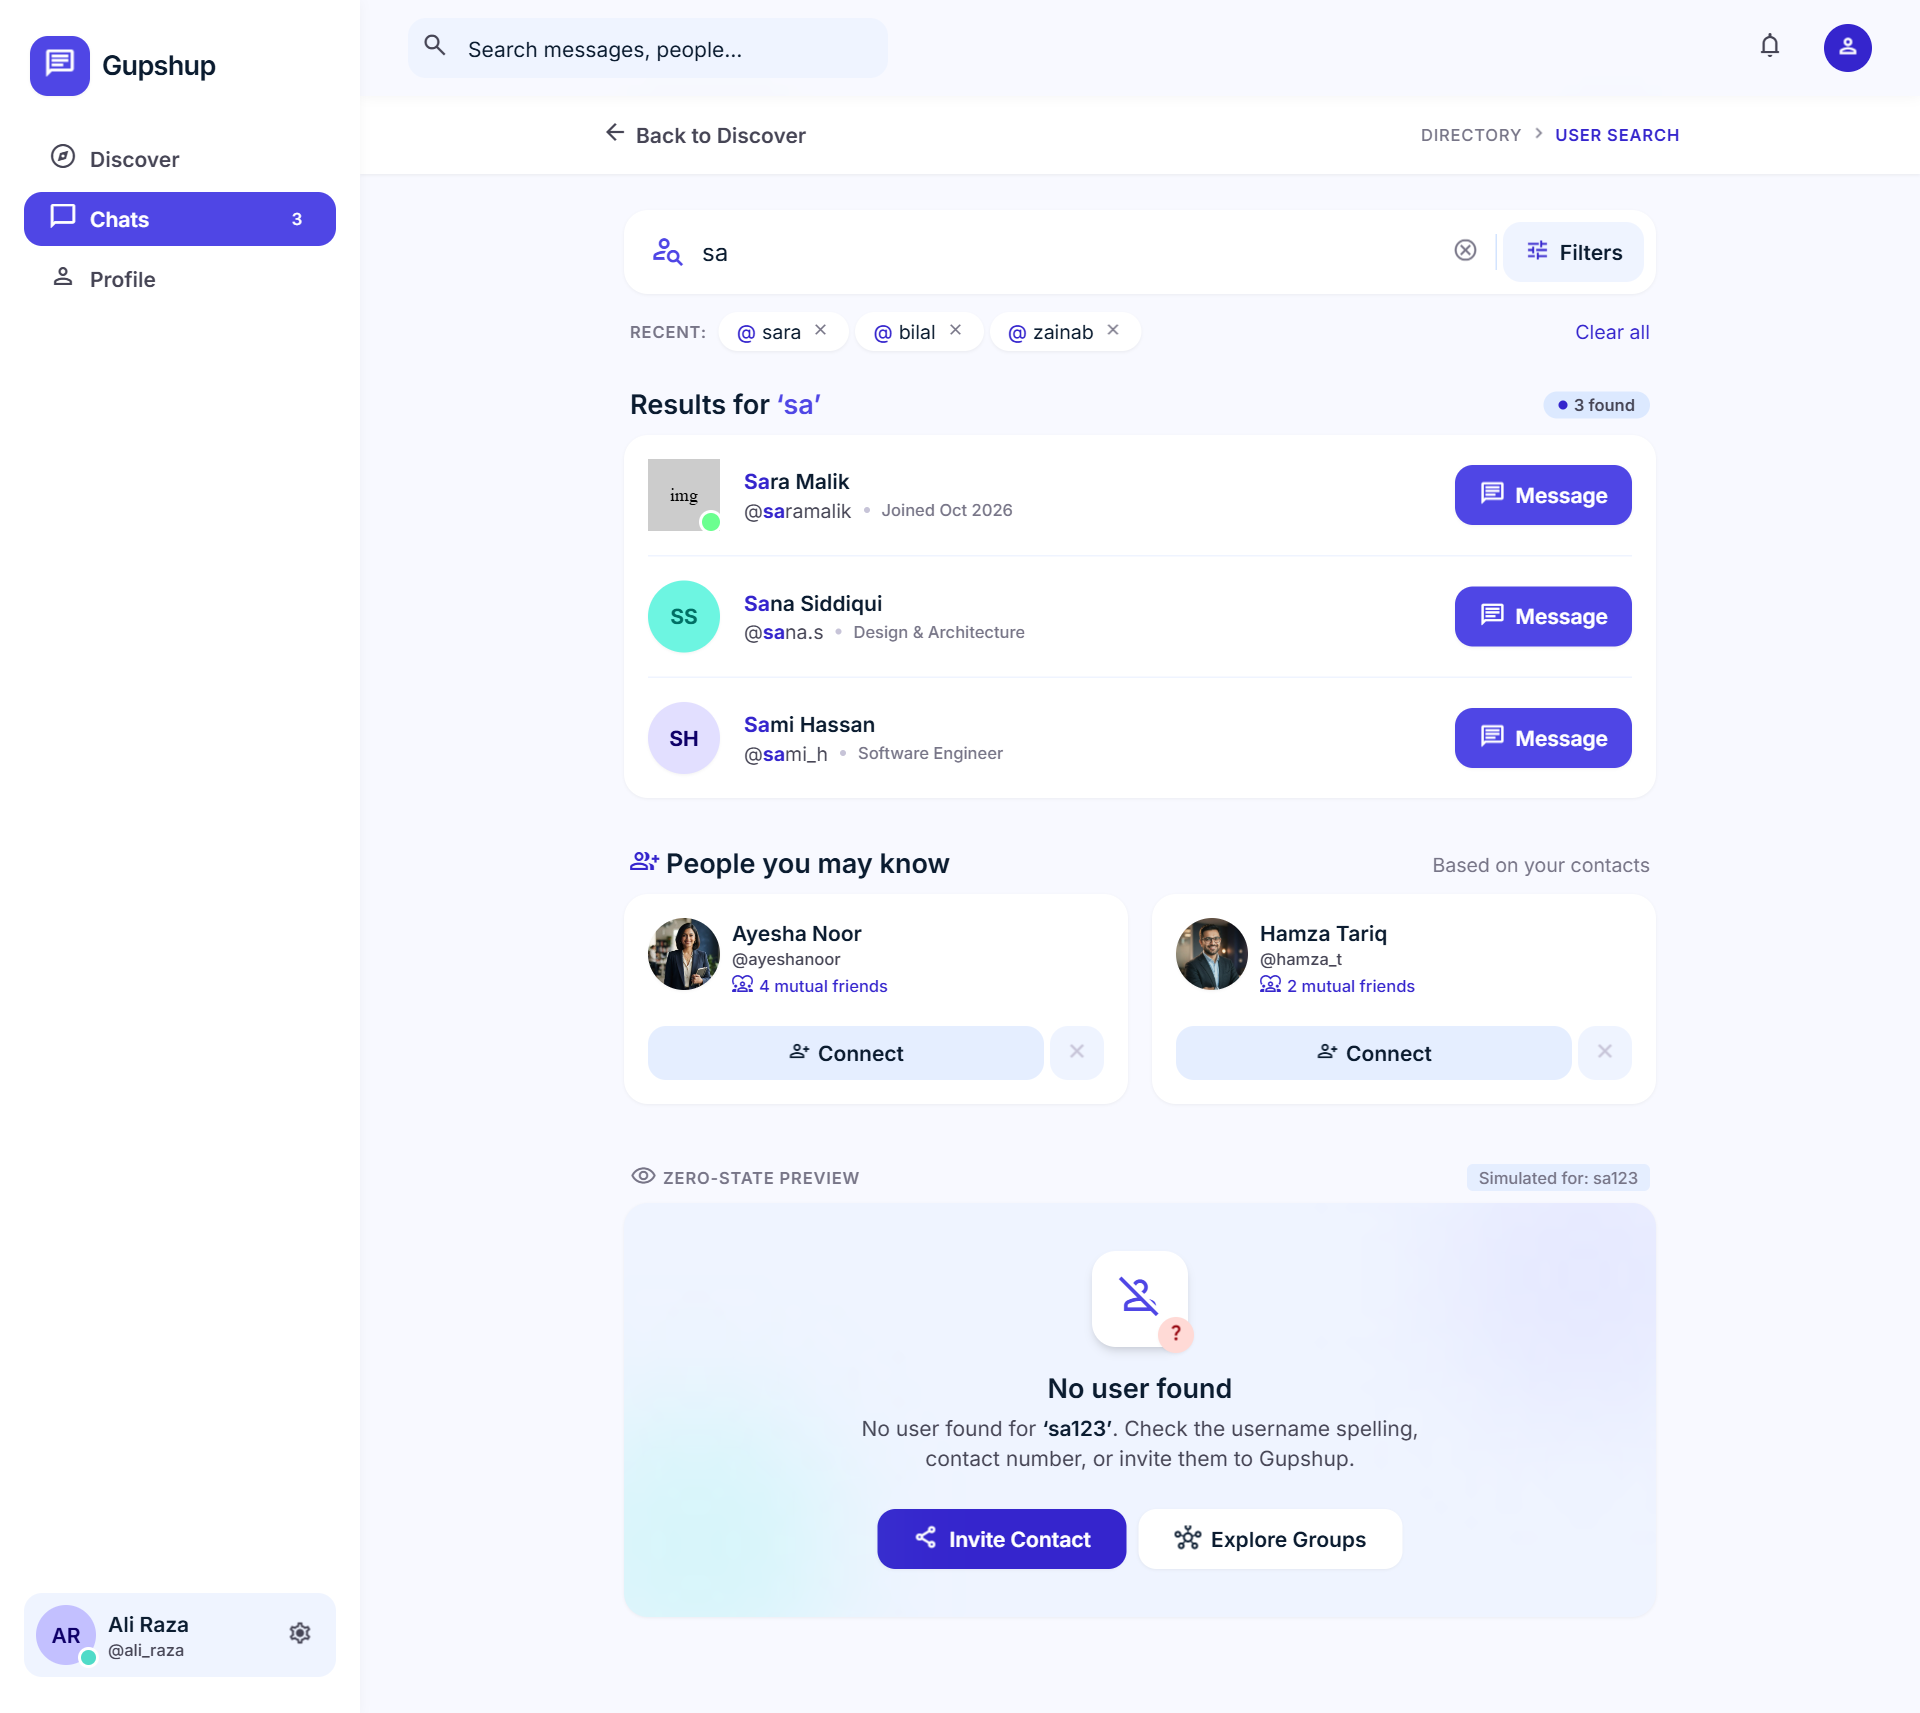 Gupshup
Search messages, people...
Discover
Chats 3
Profile
Back to Discover
DIRECTORY > USER SEARCH
sa
Filters
RECENT: @ sara × @ bilal × @ zainab × Clear all
Results for ‘sa’
3 found
img
Sara Malik
@saramalik • Joined Oct 2026
Message
SS
Sana Siddiqui
@sana.s • Design & Architecture
Message
SH
Sami Hassan
@sami_h • Software Engineer
Message
People you may know
Based on your contacts
Ayesha Noor
@ayeshanoor
4 mutual friends
Connect
Hamza Tariq
@hamza_t
2 mutual friends
Connect
ZERO-STATE PREVIEW
Simulated for: sa123
?
No user found
No user found for ‘sa123’. Check the username spelling,
contact number, or invite them to Gupshup.
Invite Contact
Explore Groups
AR
Ali Raza
@ali_raza